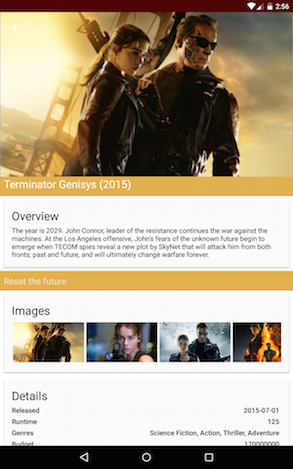 2:56
Terminator Genisys (2015)
Overview
The year is 2029. John Connor, leader of the resistance continues the war against the
machines. At the Los Angeles offensive, John's fears of the unknown future begin to
emerge when TECOM spies reveal a new plot by SkyNet that will attack him from both
fronts; past and future, and will ultimately change warfare forever.
Reset the future
Images
Details
Released 2015-07-01
Runtime 125
Genres Science Fiction, Action, Thriller, Adventure
Budget 170000000